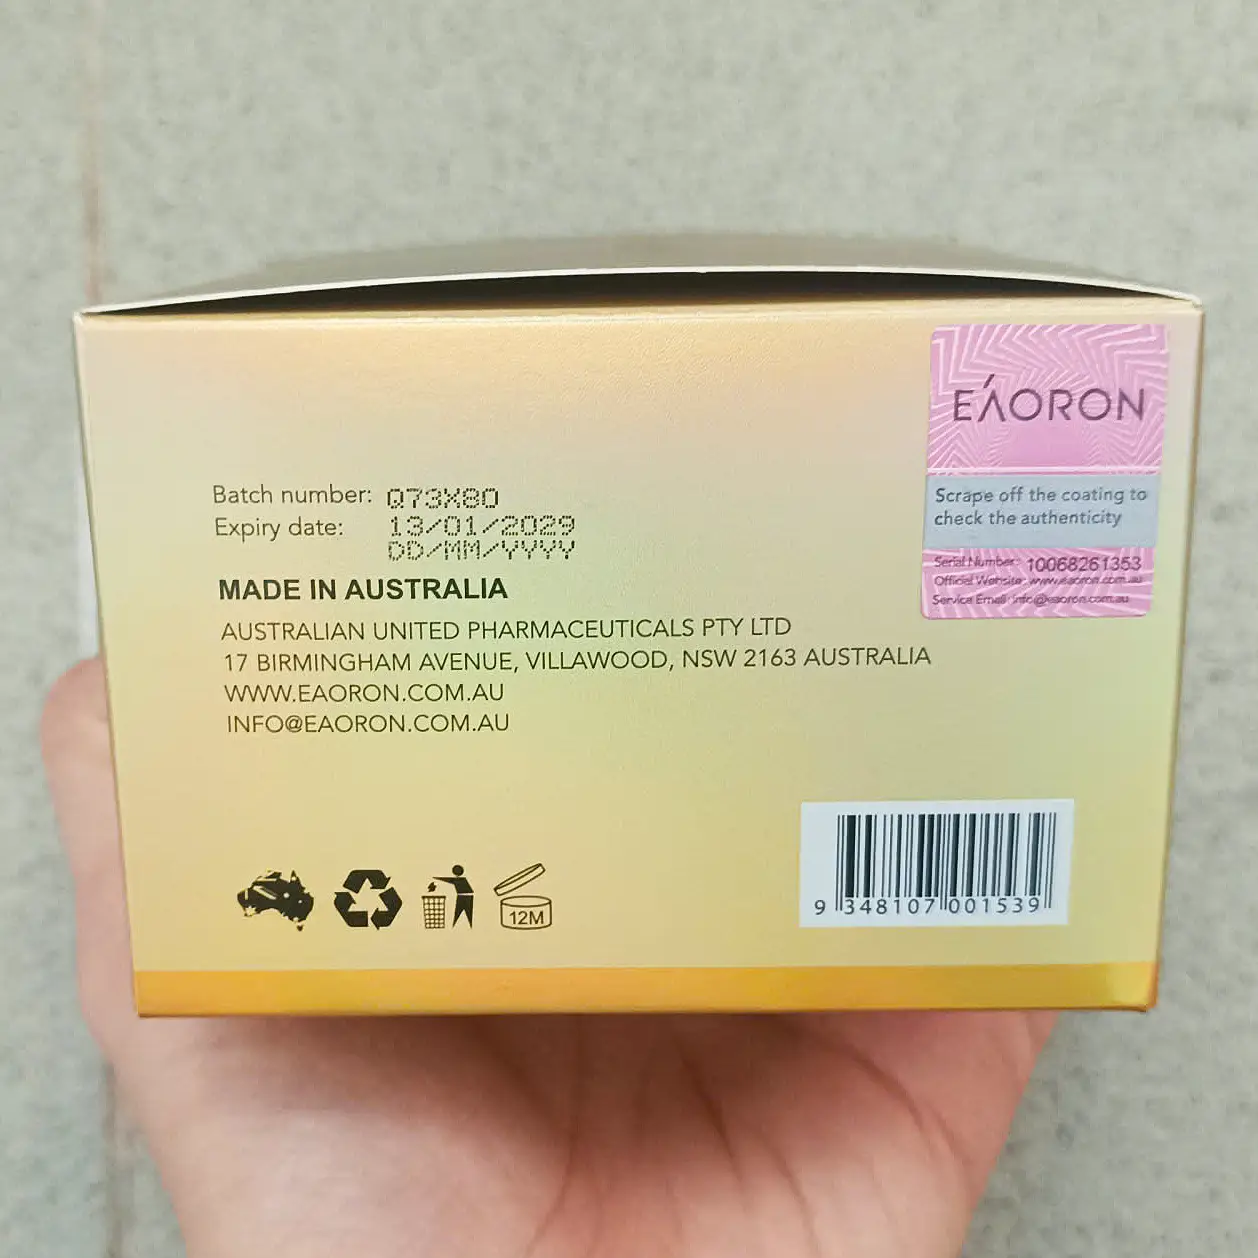 EÁORON
Scrape off the coating to
check the authenticity
Serial Number: 10068261353
Official Website: www.eaoron.com.au
Service Email: info@eaoron.com.au
Batch number: Q73X80
Expiry date: 13/01/2029
DD/MM/YYYY
MADE IN AUSTRALIA
AUSTRALIAN UNITED PHARMACEUTICALS PTY LTD
17 BIRMINGHAM AVENUE, VILLAWOOD, NSW 2163 AUSTRALIA
WWW.EAORON.COM.AU
INFO@EAORON.COM.AU
12M
9 348107 001539